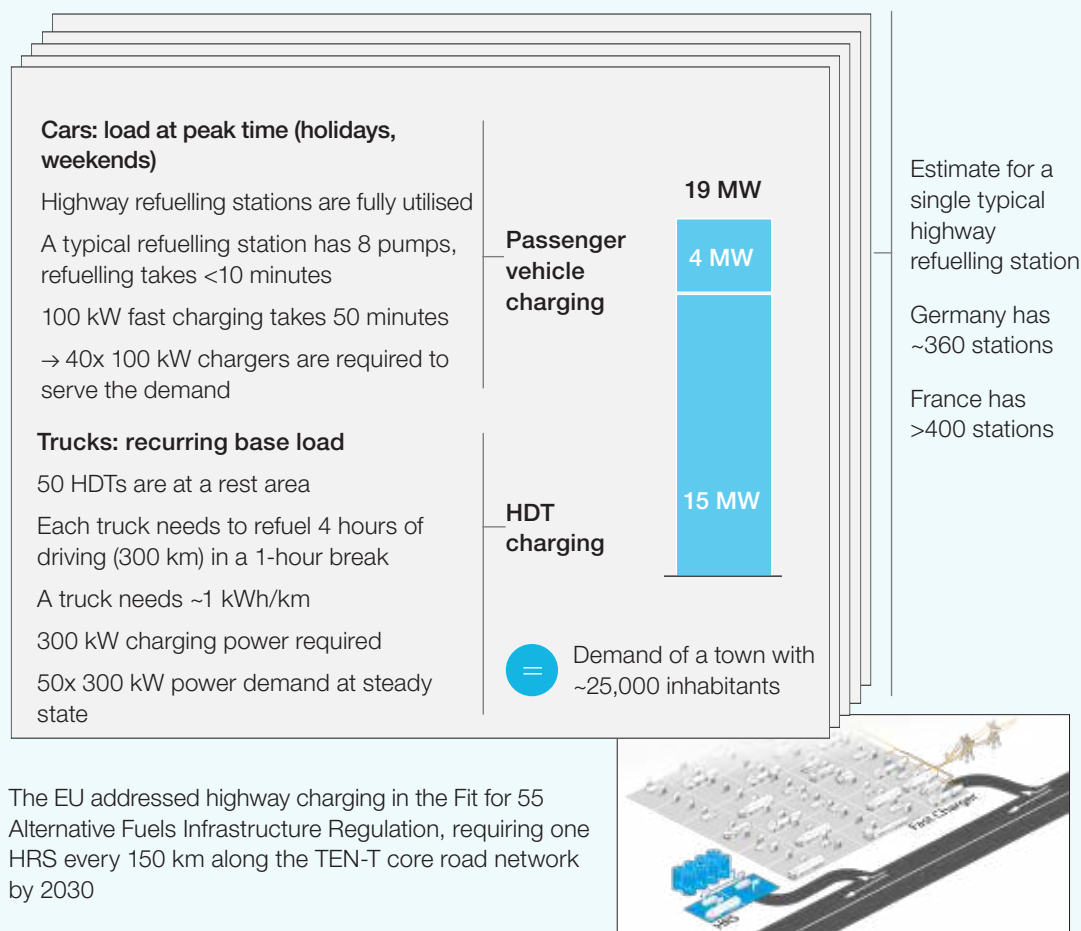 Cars: load at peak time (holidays,
weekends)
Highway refuelling stations are fully utilised
A typical refuelling station has 8 pumps,
refuelling takes <10 minutes
100 kW fast charging takes 50 minutes
→ 40x 100 kW chargers are required to
serve the demand
Passenger
vehicle
charging
19 MW
4 MW
15 MW
Trucks: recurring base load
50 HDTs are at a rest area
Each truck needs to refuel 4 hours of
driving (300 km) in a 1-hour break
A truck needs ~1 kWh/km
300 kW charging power required
50x 300 kW power demand at steady
state
HDT
charging
=
Demand of a town with
~25,000 inhabitants
Estimate for a
single typical
highway
refuelling station
Germany has
~360 stations
France has
>400 stations
The EU addressed highway charging in the Fit for 55
Alternative Fuels Infrastructure Regulation, requiring one
HRS every 150 km along the TEN-T core road network
by 2030
Fast Charger
HRS